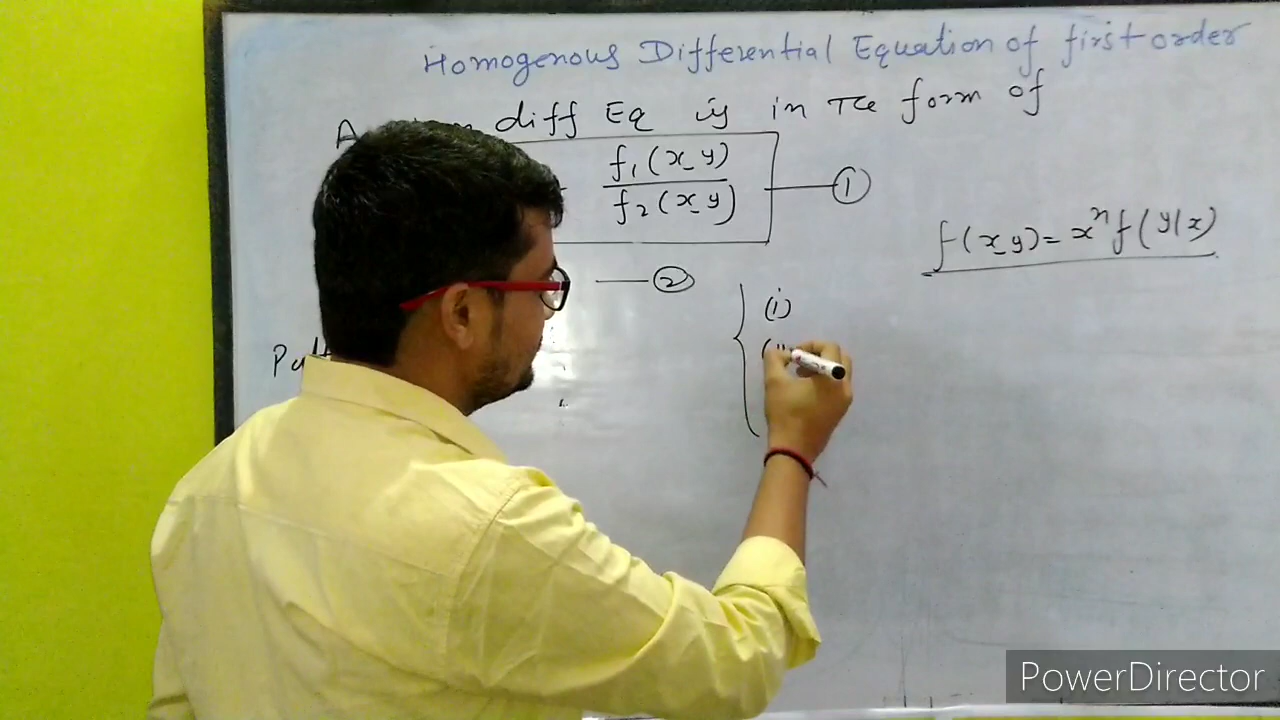 Homogenous Differential Equation of first order
diff Eq is in The form of
f₁(x, y)
f₂(x, y)
①
f(x, y) = xⁿ f(y/x)
②
(i)
PowerDirector